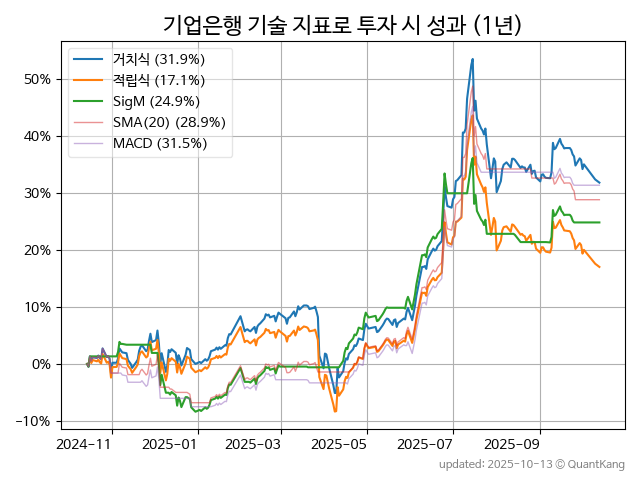 기업은행 기술 지표로 투자 시 성과 (1년)
거치식 (31.9%)
적립식 (17.1%)
SigM (24.9%)
SMA(20) (28.9%)
MACD (31.5%)
50%
40%
30%
20%
10%
0%
−10%
2024-11
2025-01
2025-03
2025-05
2025-07
2025-09
updated: 2025-10-13 © QuantKang